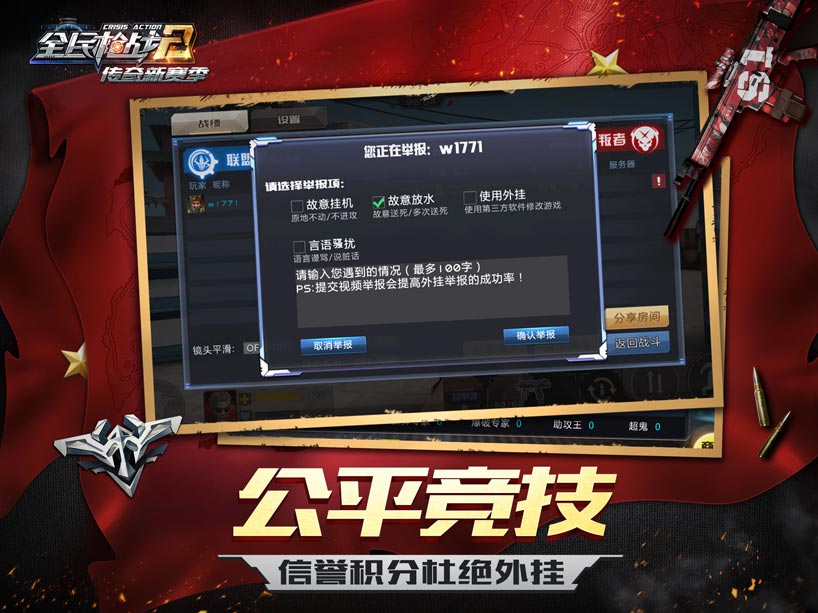 CRISIS ACTION
全民枪战2
传奇新赛季
战绩
设置
您正在举报：w1771
联盟
叛者
玩家 昵称
服务器
w1771
请选择举报项：
故意挂机
原地不动/不进攻
故意放水
故意送死/多次送死
使用外挂
使用第三方软件修改游戏
言语骚扰
语言谩骂/说脏话
请输入您遇到的情况（最多100字）
PS:提交视频举报会提高外挂举报的成功率！
分享房间
取消举报
确认举报
返回战斗
镜头平滑：
OF
爆破专家 0
助攻王 0
超鬼 0
商
公平竞技
信誉积分杜绝外挂